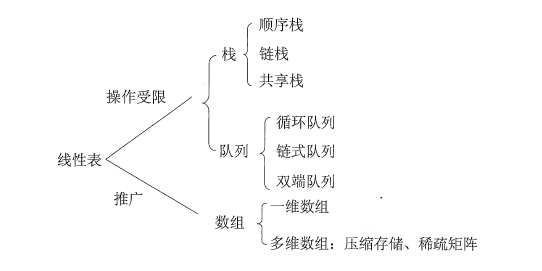 顺序栈
栈
链栈
共享栈
操作受限
循环队列
队列
链式队列
线性表
双端队列
推广
一维数组
数组
多维数组：压缩存储、稀疏矩阵